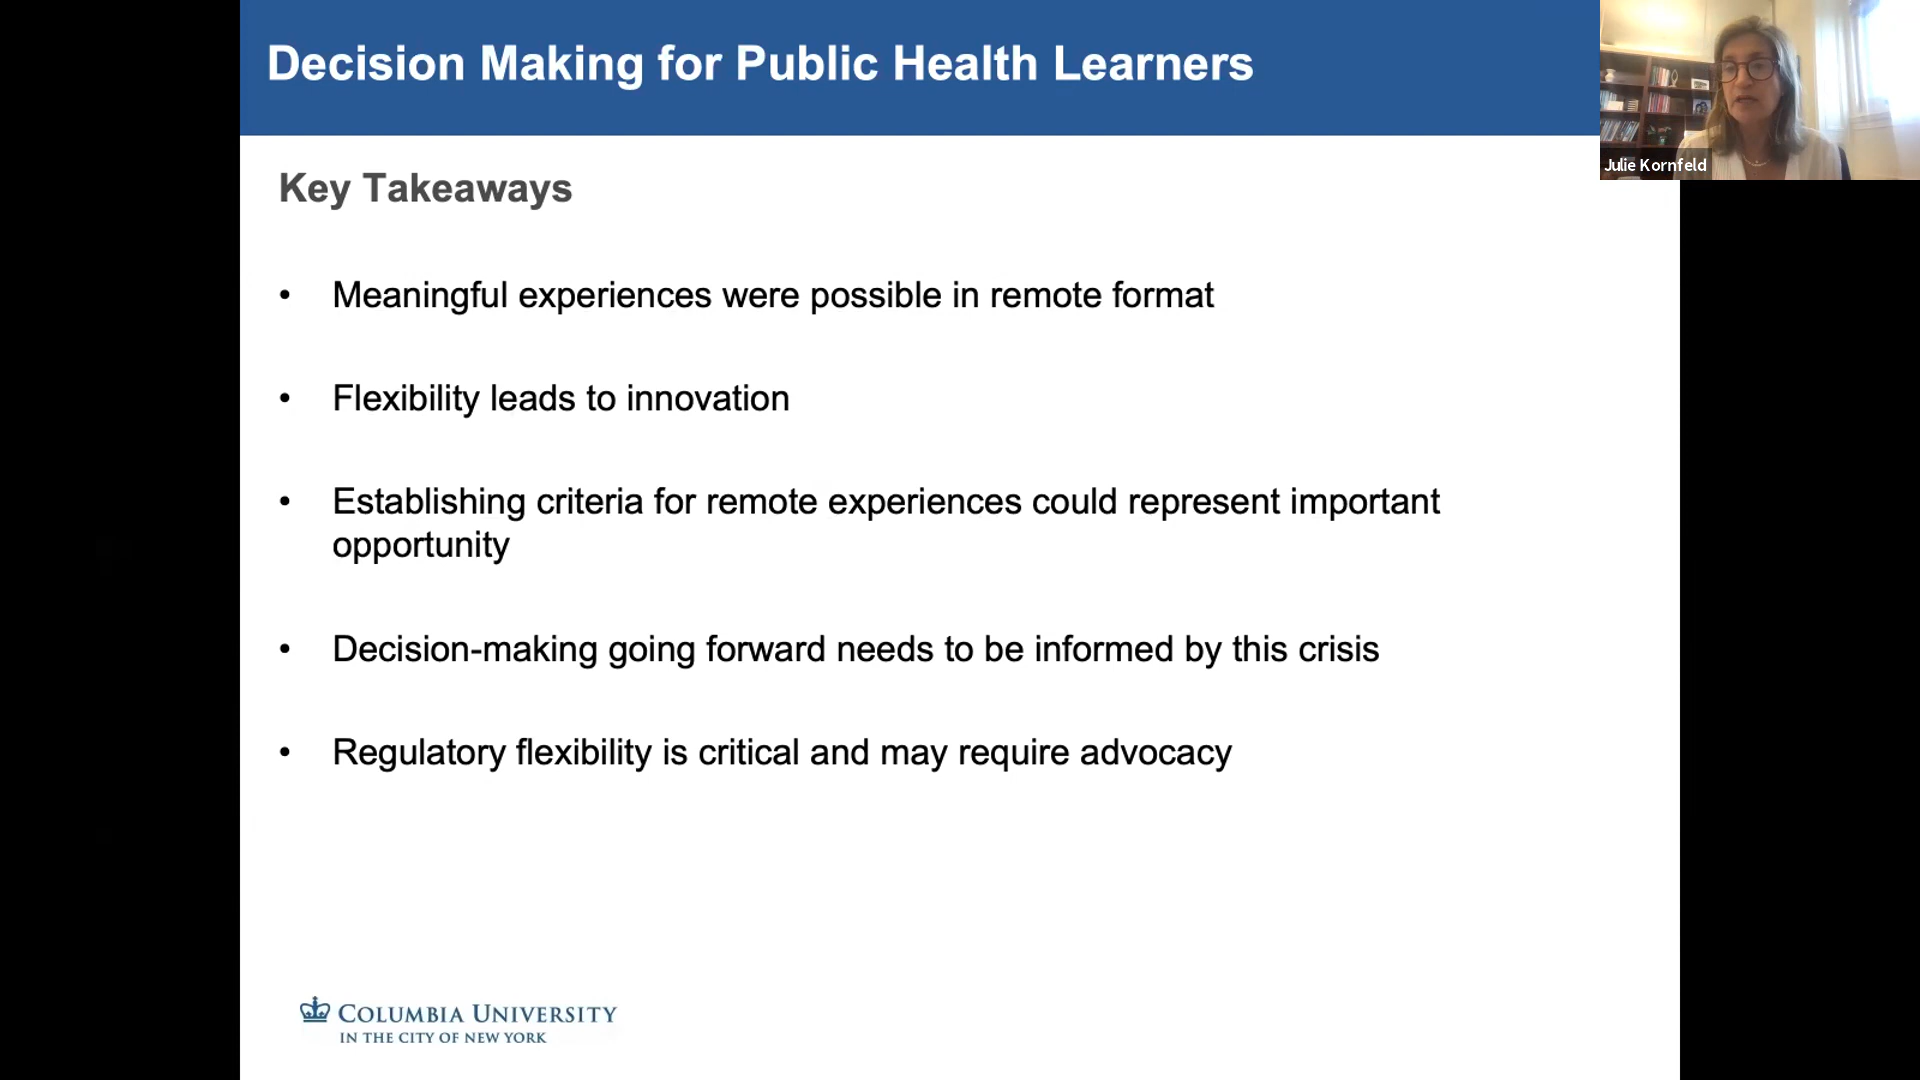 Decision Making for Public Health Learners
Julie Kornfeld
Key Takeaways
• Meaningful experiences were possible in remote format
• Flexibility leads to innovation
• Establishing criteria for remote experiences could represent important
opportunity
• Decision-making going forward needs to be informed by this crisis
• Regulatory flexibility is critical and may require advocacy
COLUMBIA UNIVERSITY
IN THE CITY OF NEW YORK